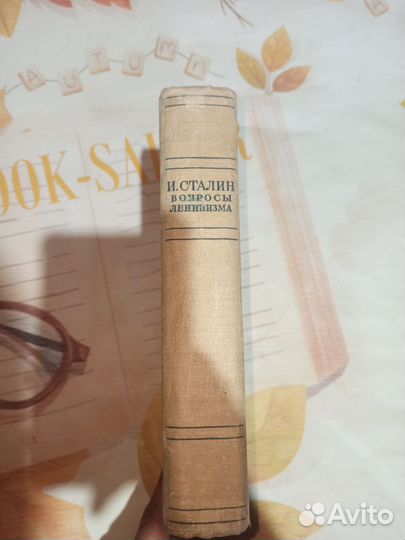 AUTUMN
OOK-SA
И.СТАЛИН
ВОПРОСЫ
ЛЕНИНИЗМА
Avito